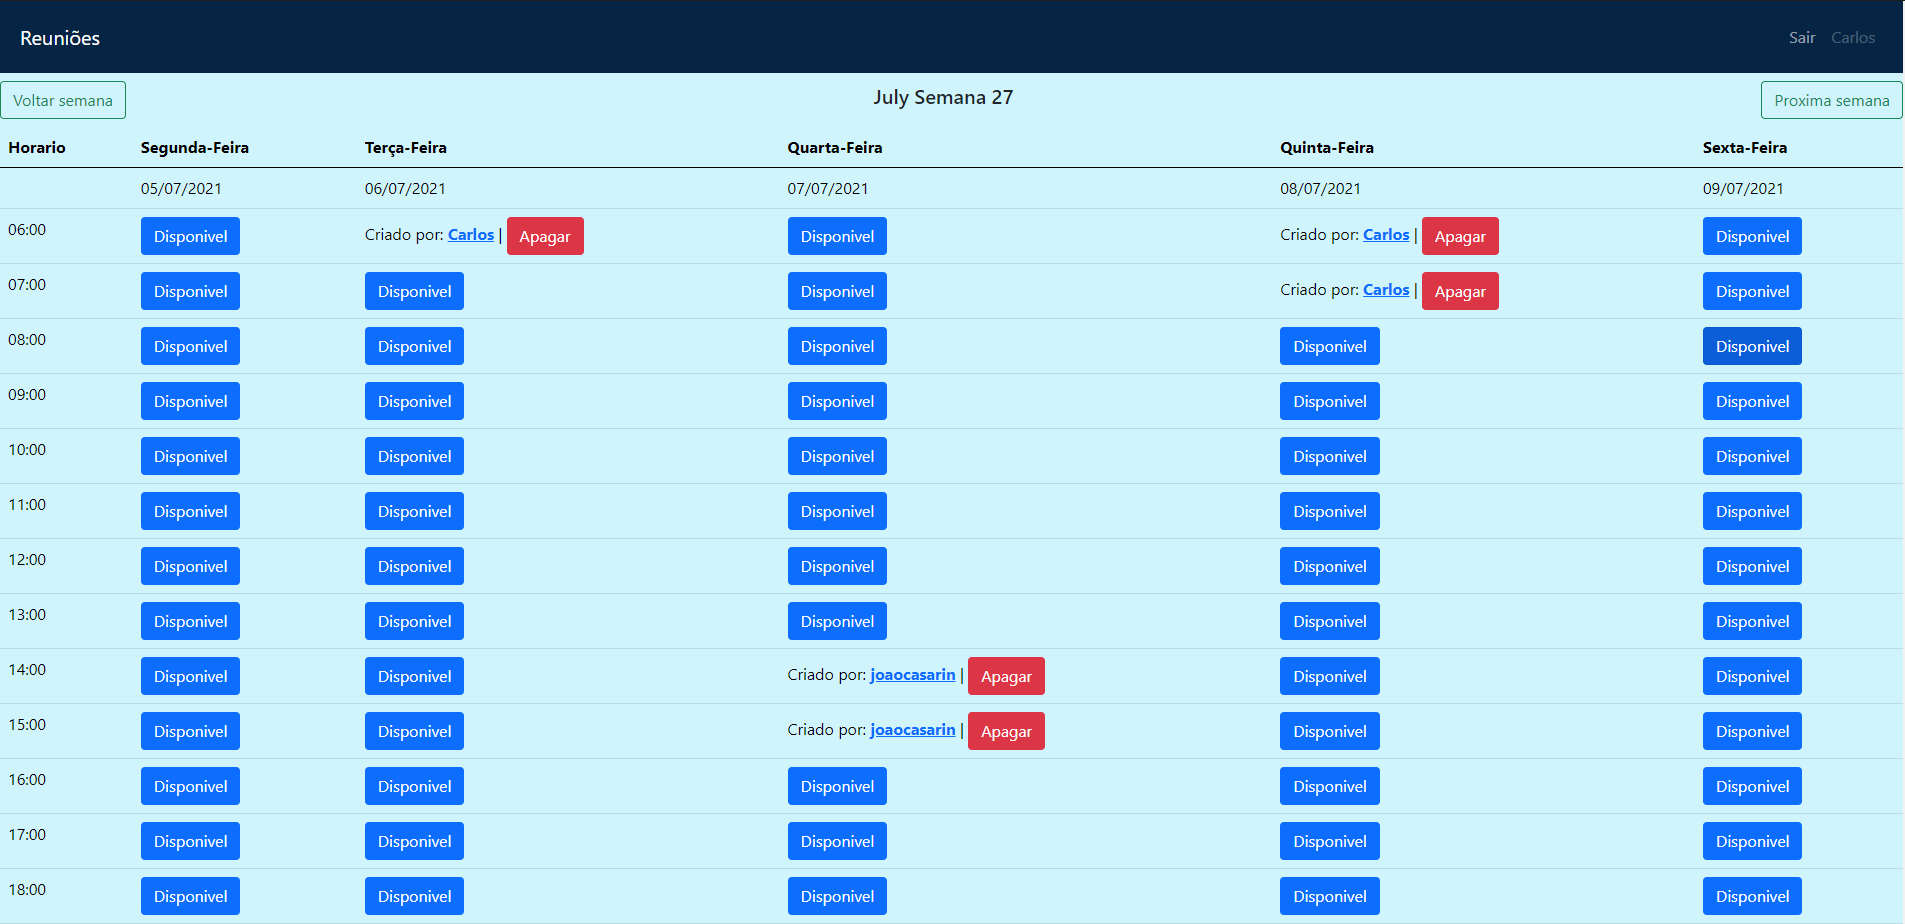 Reuniões Sair Carlos
Voltar semana July Semana 27 Proxima semana
Horario Segunda-Feira Terça-Feira Quarta-Feira Quinta-Feira Sexta-Feira
05/07/2021 06/07/2021 07/07/2021 08/07/2021 09/07/2021
06:00 Disponivel Criado por: Carlos | Apagar Disponivel Criado por: Carlos | Apagar Disponivel
07:00 Disponivel Disponivel Disponivel Criado por: Carlos | Apagar Disponivel
08:00 Disponivel Disponivel Disponivel Disponivel Disponivel
09:00 Disponivel Disponivel Disponivel Disponivel Disponivel
10:00 Disponivel Disponivel Disponivel Disponivel Disponivel
11:00 Disponivel Disponivel Disponivel Disponivel Disponivel
12:00 Disponivel Disponivel Disponivel Disponivel Disponivel
13:00 Disponivel Disponivel Disponivel Disponivel Disponivel
14:00 Disponivel Disponivel Criado por: joaocasarin | Apagar Disponivel Disponivel
15:00 Disponivel Disponivel Criado por: joaocasarin | Apagar Disponivel Disponivel
16:00 Disponivel Disponivel Disponivel Disponivel Disponivel
17:00 Disponivel Disponivel Disponivel Disponivel Disponivel
18:00 Disponivel Disponivel Disponivel Disponivel Disponivel